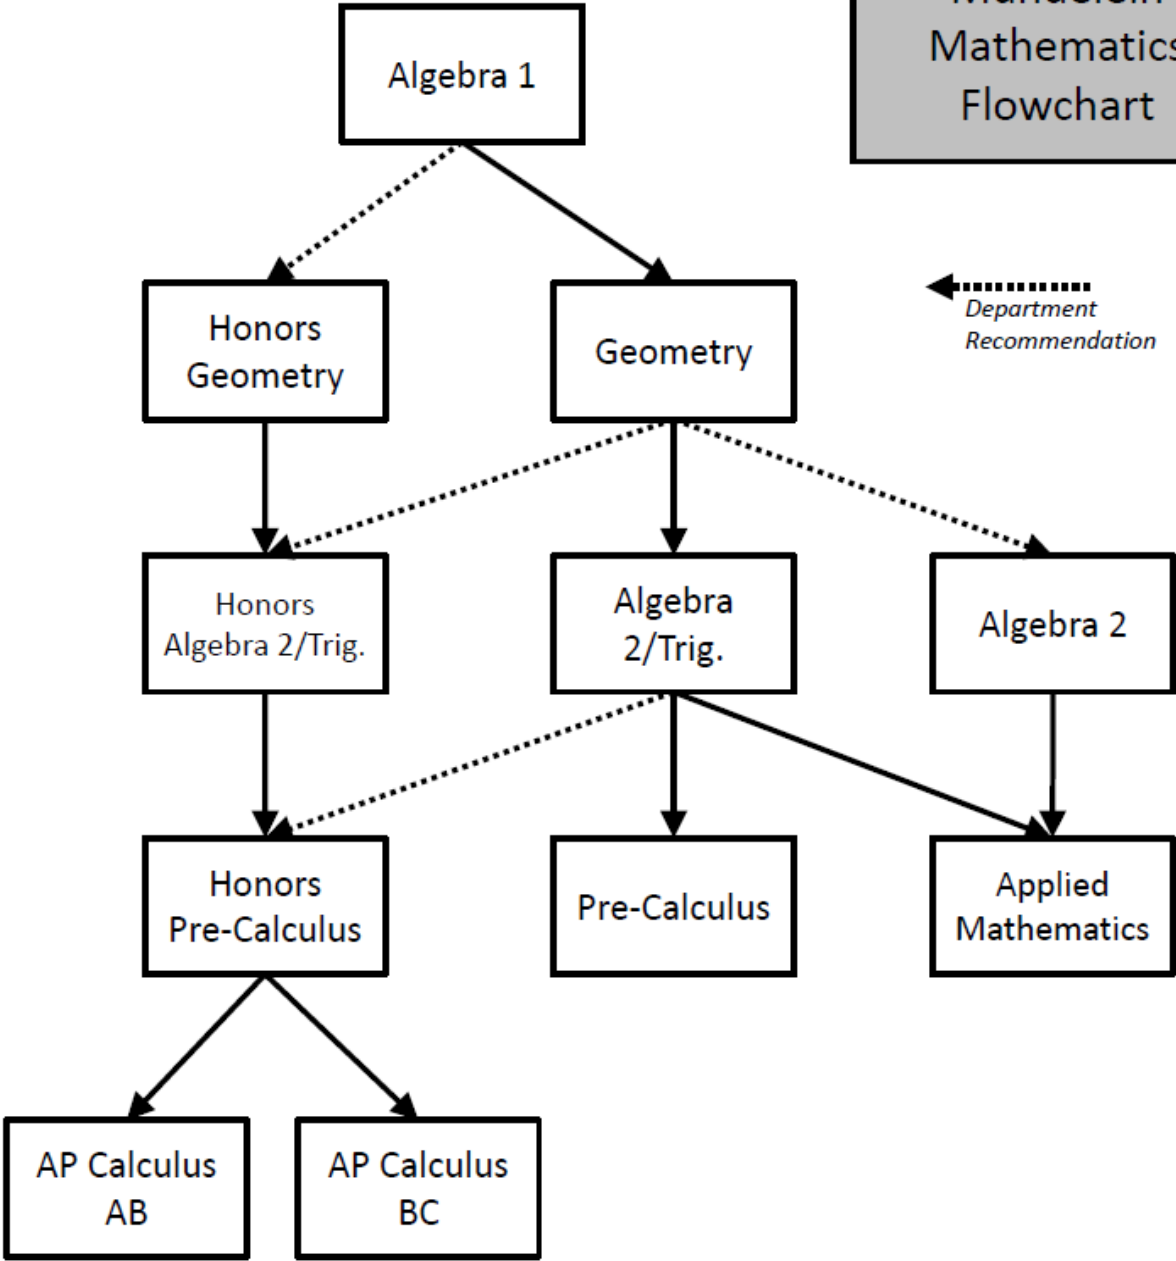 Algebra 1
Mathematics
Flowchart
Honors
Geometry
Geometry
Department
Recommendation
Honors
Algebra 2/Trig.
Algebra
2/Trig.
Algebra 2
Honors
Pre-Calculus
Pre-Calculus
Applied
Mathematics
AP Calculus
AB
AP Calculus
BC